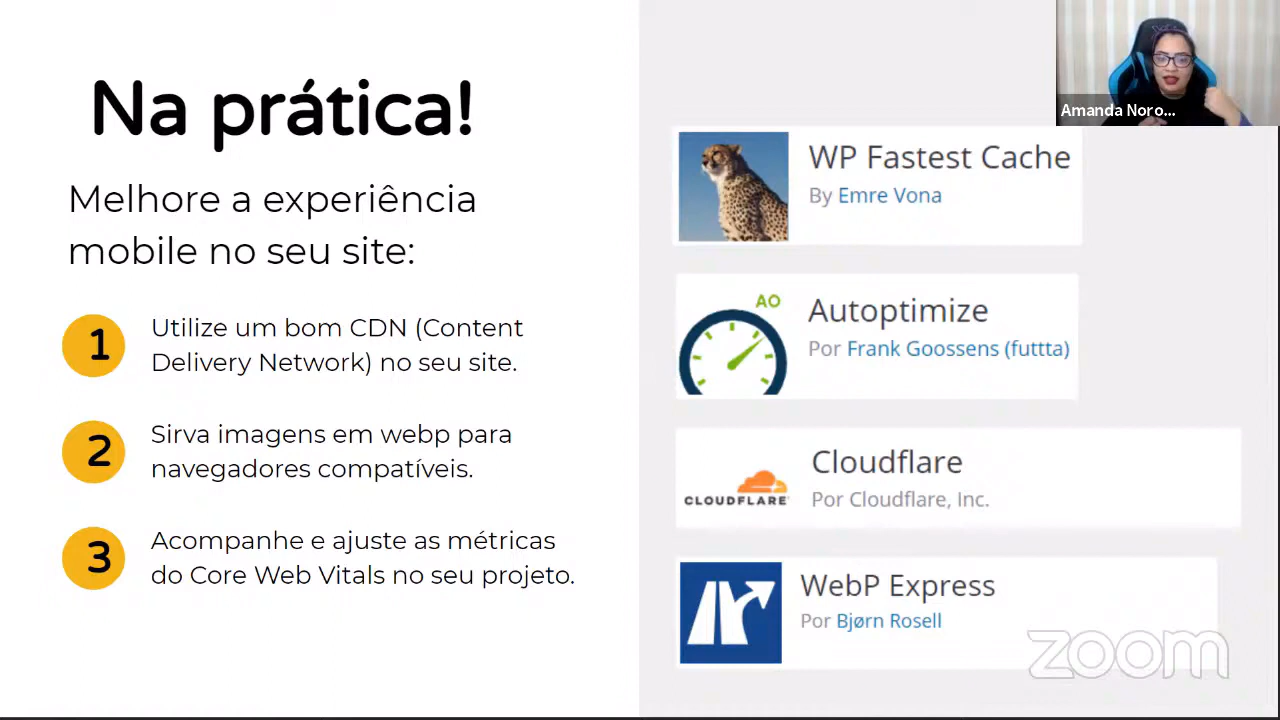 Na prática!
Melhore a experiência
mobile no seu site:
1
Utilize um bom CDN (Content
Delivery Network) no seu site.
2
Sirva imagens em webp para
navegadores compatíveis.
3
Acompanhe e ajuste as métricas
do Core Web Vitals no seu projeto.
Amanda Noro...
WP Fastest Cache
By Emre Vona
AO
Autoptimize
Por Frank Goossens (futtta)
CLOUDFLARE
Cloudflare
Por Cloudflare, Inc.
WebP Express
Por Bjørn Rosell
zoom